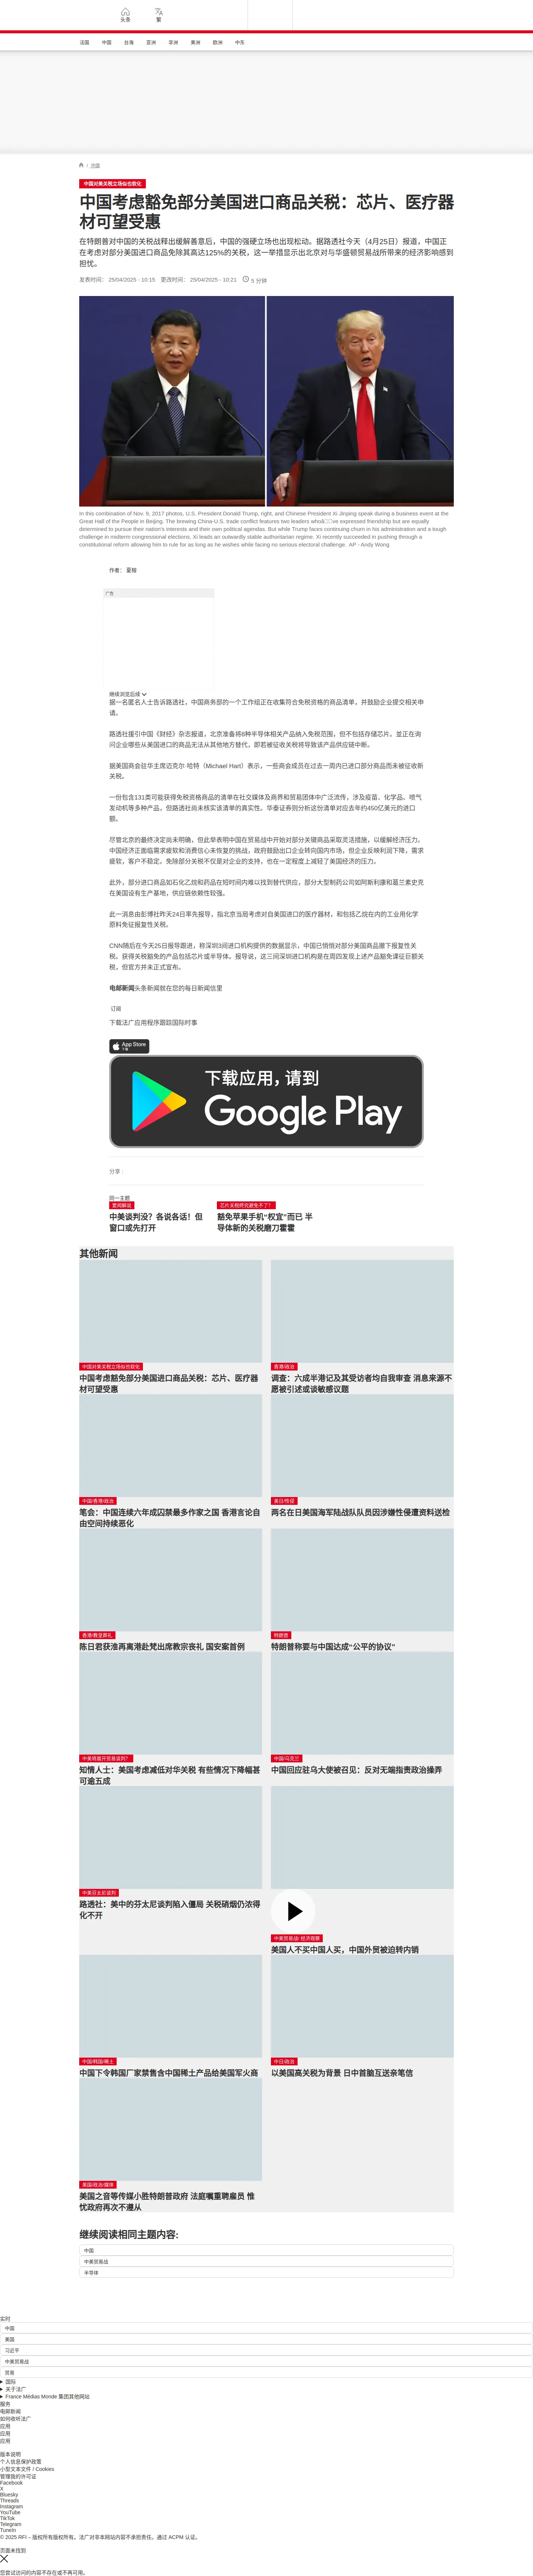 头条
繁
法国
中国
台海
亚洲
非洲
美洲
欧洲
中东
/ 中国
中国对美关税立场似也软化
中国考虑豁免部分美国进口商品关税：芯片、医疗器
材可望受惠
在特朗普对中国的关税战释出缓解善意后，中国的强硬立场也出现松动。据路透社今天（4月25日）报道，中国正
在考虑对部分美国进口商品免除其高达125%的关税，这一举措显示出北京对与华盛顿贸易战所带来的经济影响感到
担忧。
发表时间： 25/04/2025 - 10:15 更改时间： 25/04/2025 - 10:21 5 分钟
In this combination of Nov. 9, 2017 photos, U.S. President Donald Trump, right, and Chinese President Xi Jinping speak during a business event at the
Great Hall of the People in Beijing. The brewing China-U.S. trade conflict features two leaders whoâ□□ve expressed friendship but are equally
determined to pursue their nation's interests and their own political agendas. But while Trump faces continuing churn in his administration and a tough
challenge in midterm congressional elections, Xi leads an outwardly stable authoritarian regime. Xi recently succeeded in pushing through a
constitutional reform allowing him to rule for as long as he wishes while facing no serious electoral challenge. AP - Andy Wong
作者： 夏榕
广告
继续浏览后续
据一名匿名人士告诉路透社，中国商务部的一个工作组正在收集符合免税资格的商品清单，并鼓励企业提交相关申
请。
路透社援引中国《财经》杂志报道，北京准备将8种半导体相关产品纳入免税范围，但不包括存储芯片。並正在询
问企业哪些从美国进口的商品无法从其他地方替代，即若被征收关税将导致该产品供应链中断。
据美国商会驻华主席迈克尔·哈特（Michael Hart）表示，一些商会成员在过去一周内已进口部分商品而未被征收新
关税。
一份包含131类可能获得免税资格商品的清单在社交媒体及商界和贸易团体中广泛流传，涉及疫苗、化学品、喷气
发动机等多种产品，但路透社尚未核实该清单的真实性。华泰证券则分析这份清单对应去年约450亿美元的进口
额。
尽管北京的最终决定尚未明确，但此举表明中国在贸易战中开始对部分关键商品采取灵活措施，以缓解经济压力。
中国经济正面临需求疲软和消费信心未恢复的挑战，政府鼓励出口企业转向国内市场，但企业反映利润下降，需求
疲软，客户不稳定。免除部分关税不仅是对企业的支持，也在一定程度上减轻了美国经济的压力。
此外，部分进口商品如石化乙烷和药品在短时间内难以找到替代供应，部分大型制药公司如阿斯利康和葛兰素史克
在美国设有生产基地，供应链依赖性较强。
此一消息由彭博社昨天24日率先报导，指北京当局考虑对自美国进口的医疗器材，和包括乙烷在内的工业用化学
原料免征报复性关税。
CNN随后在今天25日报导跟进，称深圳3间进口机构提供的数据显示，中国已悄悄对部分美国商品撤下报复性关
税。获得关税豁免的产品包括芯片或半导体。报导说，这三间深圳进口机构是在周四发现上述产品豁免课征巨额关
税，但官方并未正式宣布。
电邮新闻头条新闻就在您的每日新闻信里
订阅
下载法广应用程序跟踪国际时事
App Store
下载
下载应用，请到
Google Play
分享 :
同一主题
要闻解说
中美谈判没？各说各话！但
窗口或先打开
芯片关税终究避免不了？
豁免苹果手机“权宜”而已 半
导体新的关税磨刀霍霍
其他新闻
中国对美关税立场似也软化
中国考虑豁免部分美国进口商品关税：芯片、医疗器
材可望受惠
香港/政治
调查：六成半港记及其受访者均自我审查 消息来源不
愿被引述或谈敏感议题
中国/香港/政治
笔会：中国连续六年成囚禁最多作家之国 香港言论自
由空间持续恶化
美日/性侵
两名在日美国海军陆战队队员因涉嫌性侵遭资料送检
香港/教皇葬礼
陈日君获淮再离港赴梵出席教宗丧礼 国安案首例
特朗普
特朗普称要与中国达成“公平的协议”
中美将展开贸易谈判？
知情人士：美国考虑减低对华关税 有些情况下降幅甚
可逾五成
中国/乌克兰
中国回应驻乌大使被召见：反对无端指责政治操弄
中美芬太尼谈判
路透社：美中的芬太尼谈判陷入僵局 关税硝烟仍浓得
化不开
中美贸易战/ 经济观察
美国人不买中国人买，中国外贸被迫转内销
中国/韩国/稀土
中国下令韩国厂家禁售含中国稀土产品给美国军火商
中日/政治
以美国高关税为背景 日中首脑互送亲笔信
美国/政治/媒体
美国之音等传媒小胜特朗普政府 法庭嘱重聘雇员 惟
忧政府再次不遵从
继续阅读相同主题内容:
中国
中美贸易战
半导体
实时
中国
美国
习近平
中美贸易战
贸易
国际
关于法广
France Médias Monde 集团其他网站
服务
电邮新闻
如何收听法广
应用
应用
应用
版本说明
个人信息保护政策
小型文本文件 / Cookies
管理我的许可证
Facebook
X
Bluesky
Threads
Instagram
YouTube
TikTok
Telegram
TuneIn
© 2025 RFI – 版权所有版权所有。法广对非本网站内容不承担责任。通过 ACPM 认证。
页面未找到
您尝试访问的内容不存在或不再可用。